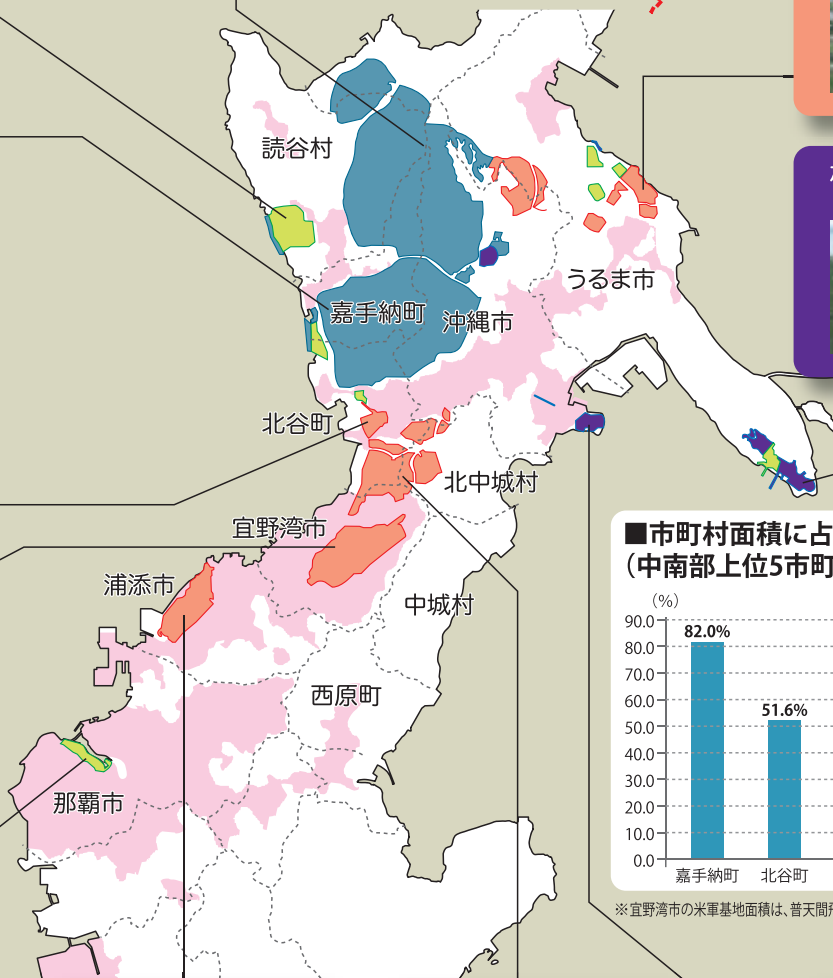 読谷村
うるま市
嘉手納町
沖縄市
北谷町
北中城村
宜野湾市
浦添市
中城村
西原町
那覇市
■市町村面積に占
（中南部上位5市町
（%）
90.0
80.0
70.0
60.0
50.0
40.0
30.0
20.0
10.0
0.0
82.0%
51.6%
嘉手納町
北谷町
※宜野湾市の米軍基地面積は、普天間